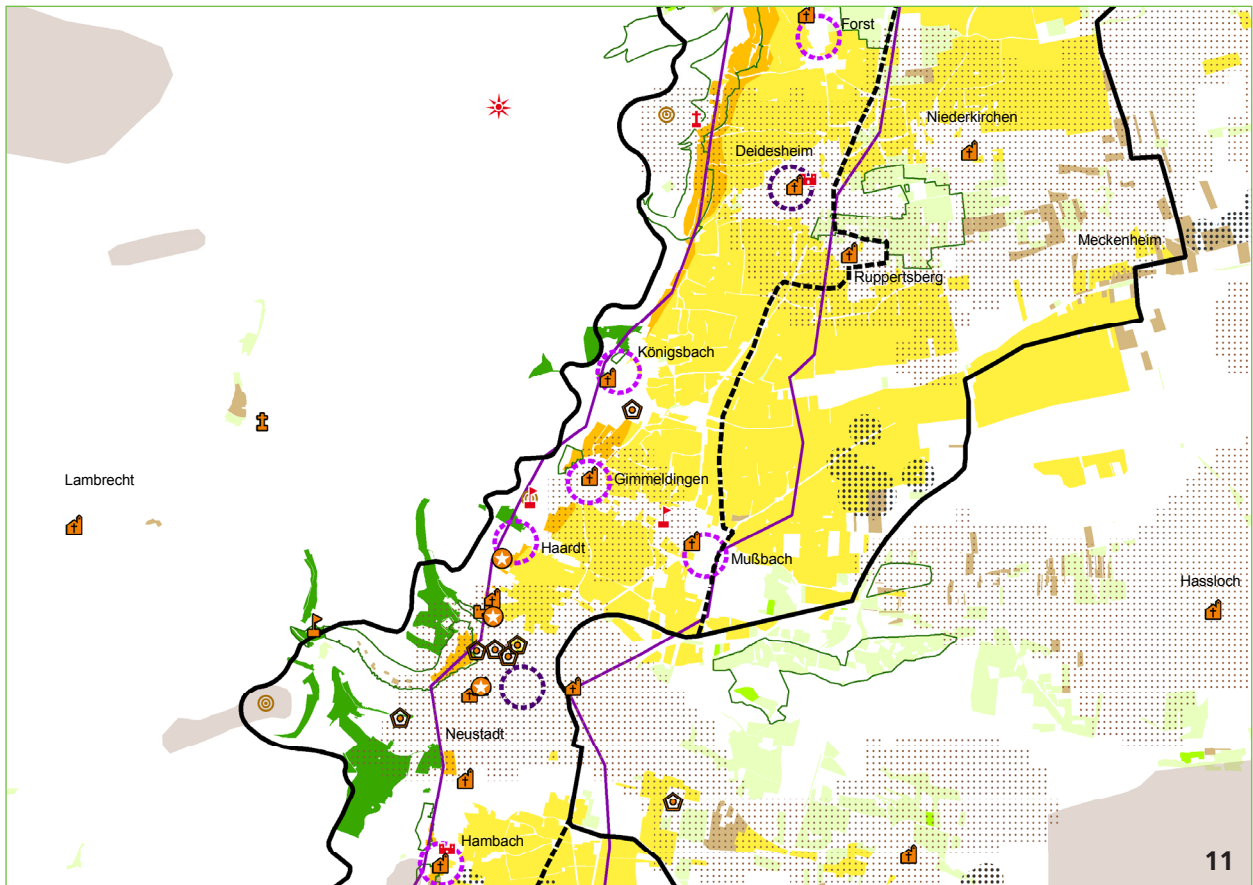 Forst
Niederkirchen
Deidesheim
Meckenheim
Ruppertsberg
Königsbach
Gimmeldingen
Lambrecht
Haardt
Mußbach
Hassloch
Neustadt
Hambach
11